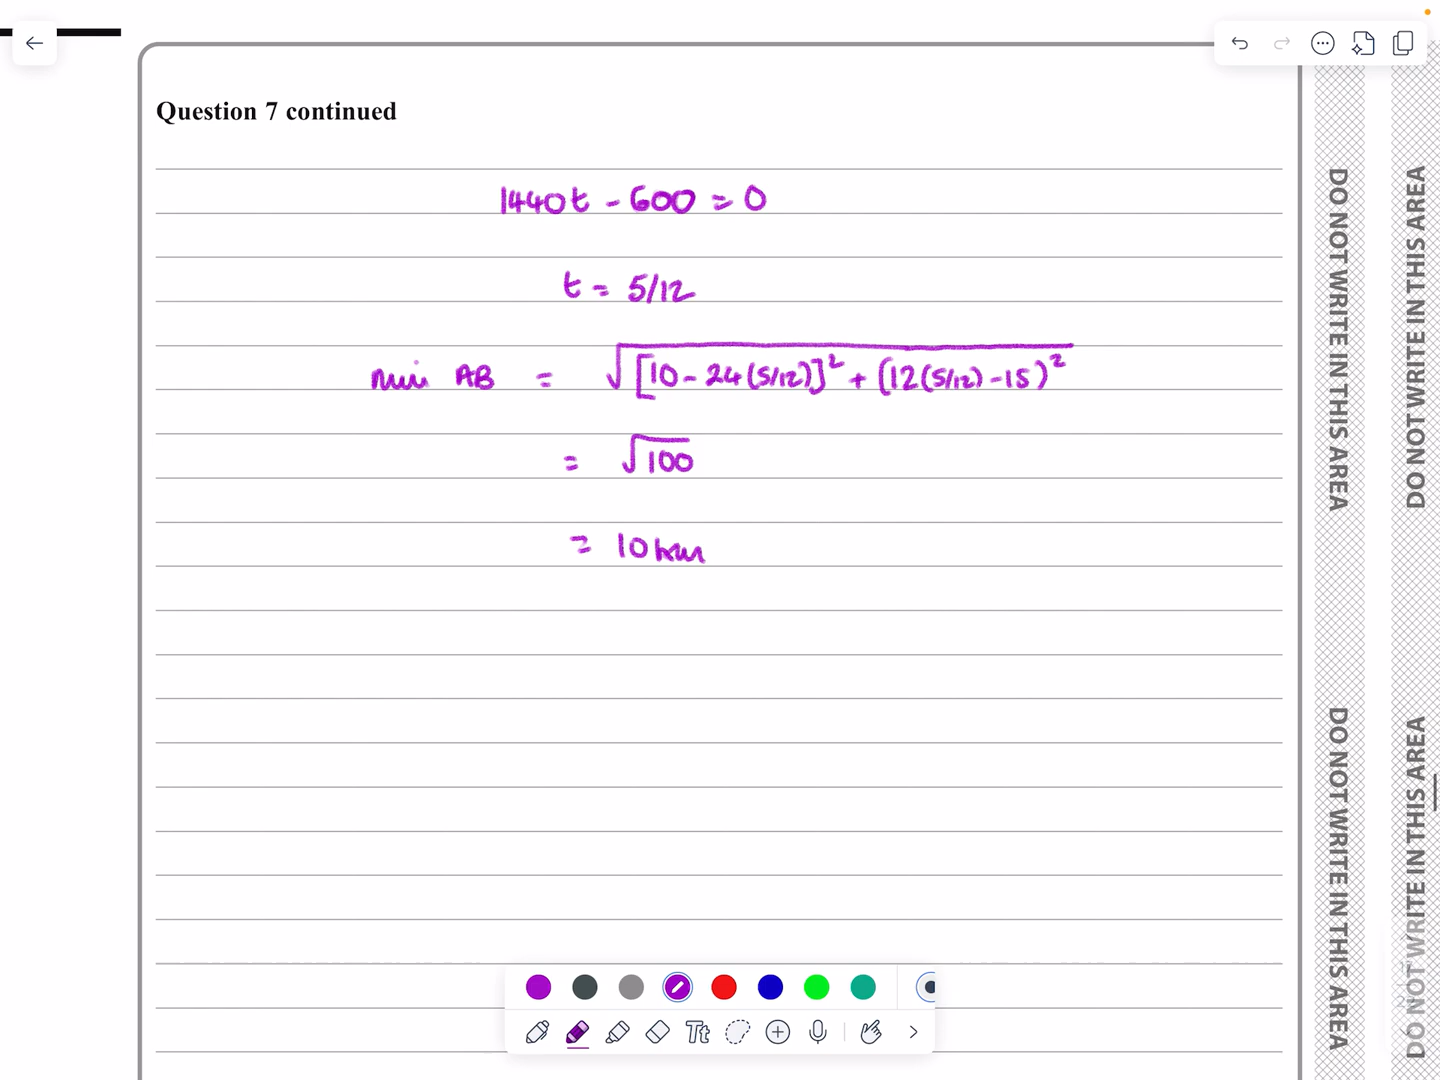 Question 7 continued
1440t - 600 = 0
t = 5/12
min AB = √[10 - 24(5/12)]² + (12(5/12) - 15)²
= √100
= 10km
DO NOT WRITE IN THIS AREA
DO NOT WRITE IN THIS AREA
DO NOT WRITE IN THIS AREA
DO NOT WRITE IN THIS AREA
Tt